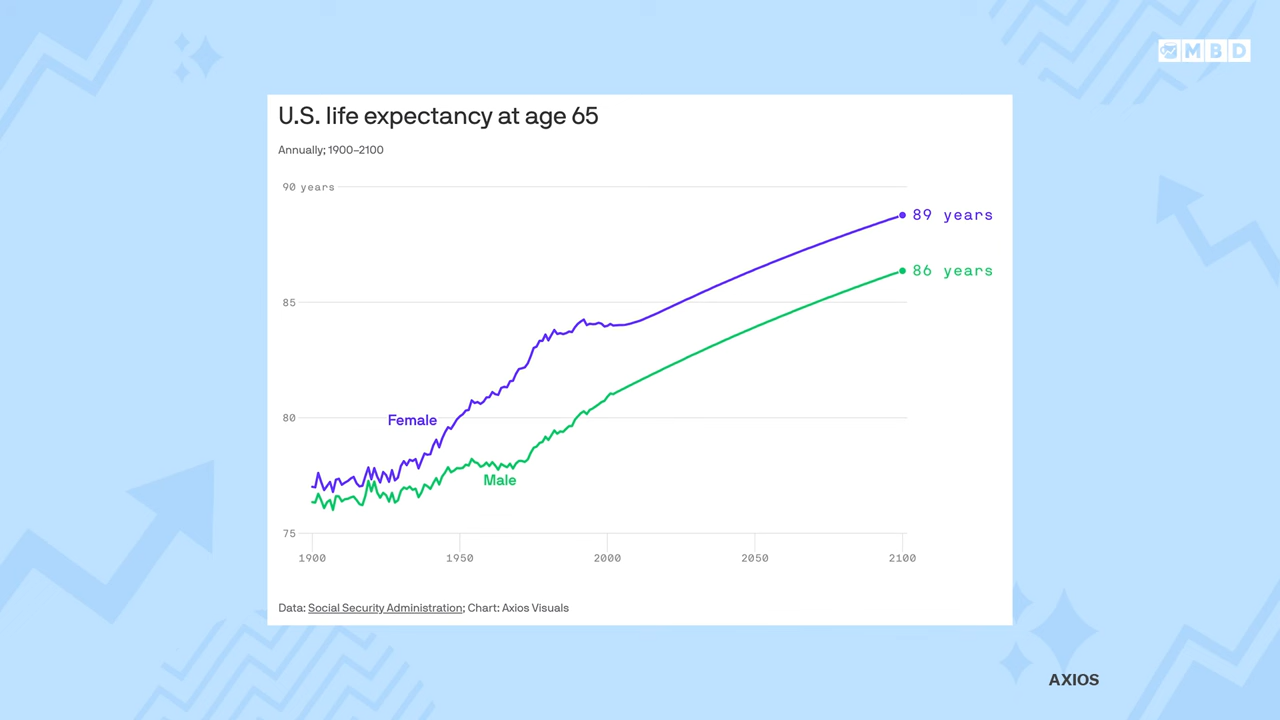 MBD
U.S. life expectancy at age 65
Annually; 1900–2100
90 years
89 years
86 years
85
Female
80
Male
75
1900 1950 2000 2050 2100
Data: Social Security Administration; Chart: Axios Visuals
AXIOS